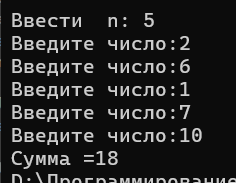 Ввести  n: 5
Введите число:2
Введите число:6
Введите число:1
Введите число:7
Введите число:10
Сумма =18
D:\Программирование